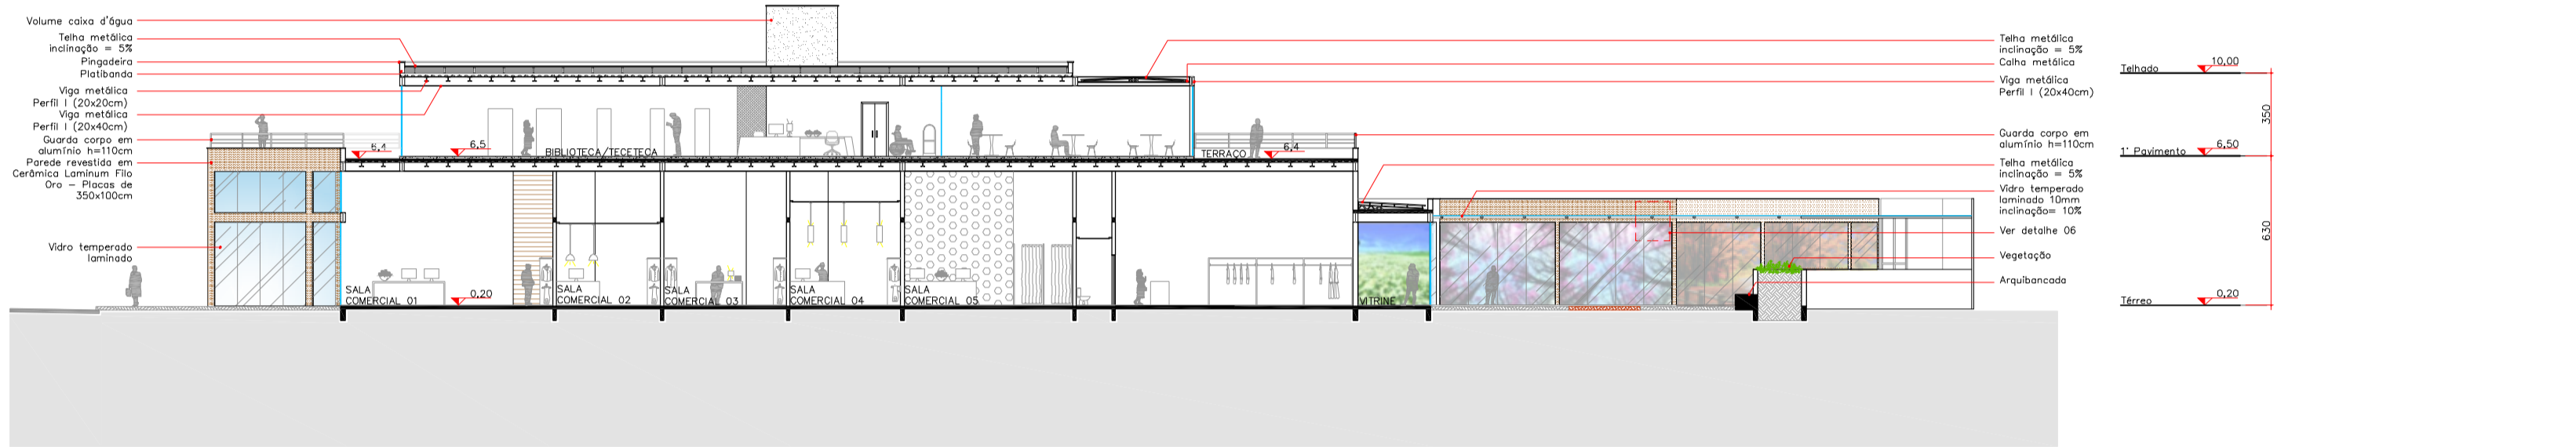 Volume caixa d'água
Telha metálica
inclinação = 5%
Pingadeira
Platibanda
Viga metálica
Perfil I (20x20cm)
Viga metálica
Perfil I (20x40cm)
Guarda corpo em
alumínio h=110cm
Parede revestida em
Cerâmica Laminum Filo
Oro - Placas de
350x100cm
Vidro temperado
laminado
6,4
6,5
BIBLIOTECA/TECETECA
TERRAÇO
6,4
SALA
COMERCIAL 01
0,20
SALA
COMERCIAL 02
SALA
COMERCIAL 03
SALA
COMERCIAL 04
SALA
COMERCIAL 05
VITRINE
Telha metálica
inclinação = 5%
Calha metálica
Viga metálica
Perfil I (20x40cm)
Guarda corpo em
alumínio h=110cm
Telha metálica
inclinação = 5%
Vidro temperado
laminado 10mm
inclinação= 10%
Ver detalhe 06
Vegetação
Arquibancada
Telhado
10,00
350
1° Pavimento
6,50
630
Térreo
0,20